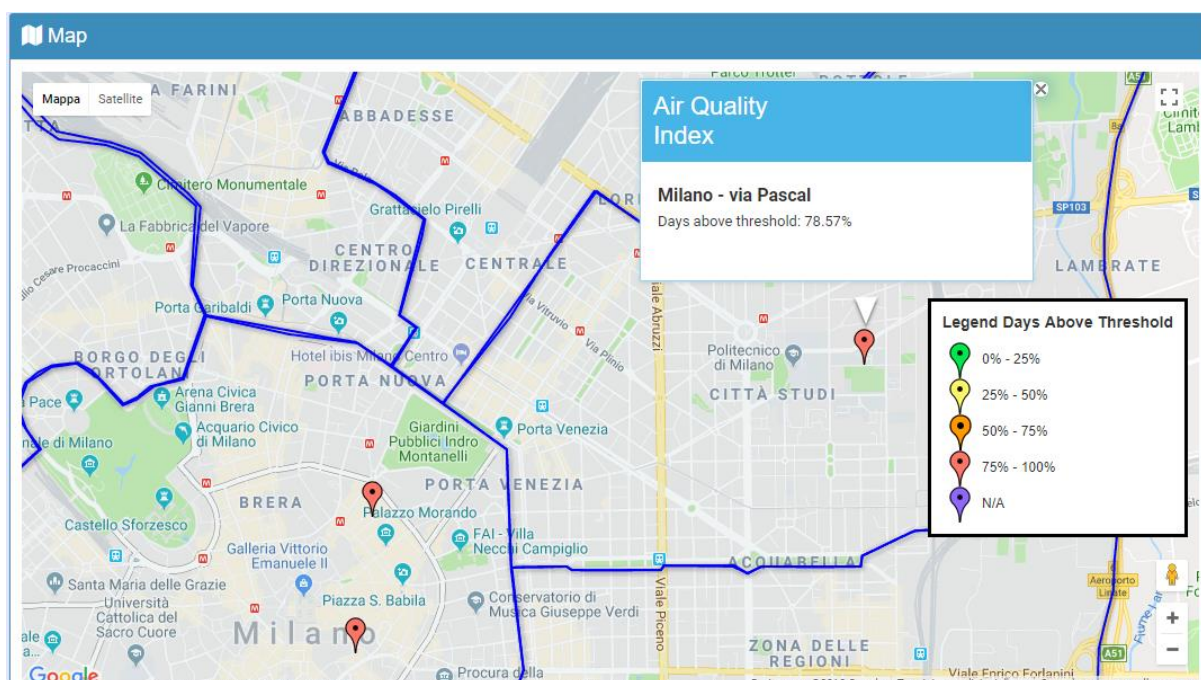 Map
Mappa Satellite
A FARINI
ABBADESSE
Parco Trotter
A51
Air Quality
Index
Milano - via Pascal
Days above threshold: 78.57%
Cimitero Monumentale
La Fabbrica del Vapore
Grattacielo Pirelli
CENTRO
DIREZIONALE
CENTRALE
SP103
LAMBRATE
Porta Garibaldi
Porta Nuova
Via Vitruvio
Via Plinio
Viale Abruzzi
Hotel ibis Milano Centro
PORTA NUOVA
BORGO DEGLI
ORTOLANI
Politecnico
di Milano
CITTÀ STUDI
Legend Days Above Threshold
0% - 25%
25% - 50%
50% - 75%
75% - 100%
N/A
Pace
Arena Civica
Gianni Brera
Acquario Civico
di Milano
Giardini
Pubblici Indro
Montanelli
Porta Venezia
PORTA VENEZIA
BRERA
Palazzo Morando
Castello Sforzesco
Galleria Vittorio
Emanuele II
FAI - Villa
Necchi Campiglio
ACQUABELLA
Santa Maria delle Grazie
Università
Cattolica del
Sacro Cuore
Piazza S. Babila
Conservatorio di
Musica Giuseppe Verdi
Viale Piceno
Milano
Aeroporto
Linate
ZONA DELLE
REGIONI
A51
Viale Enrico Forlanini
Procura della
Google